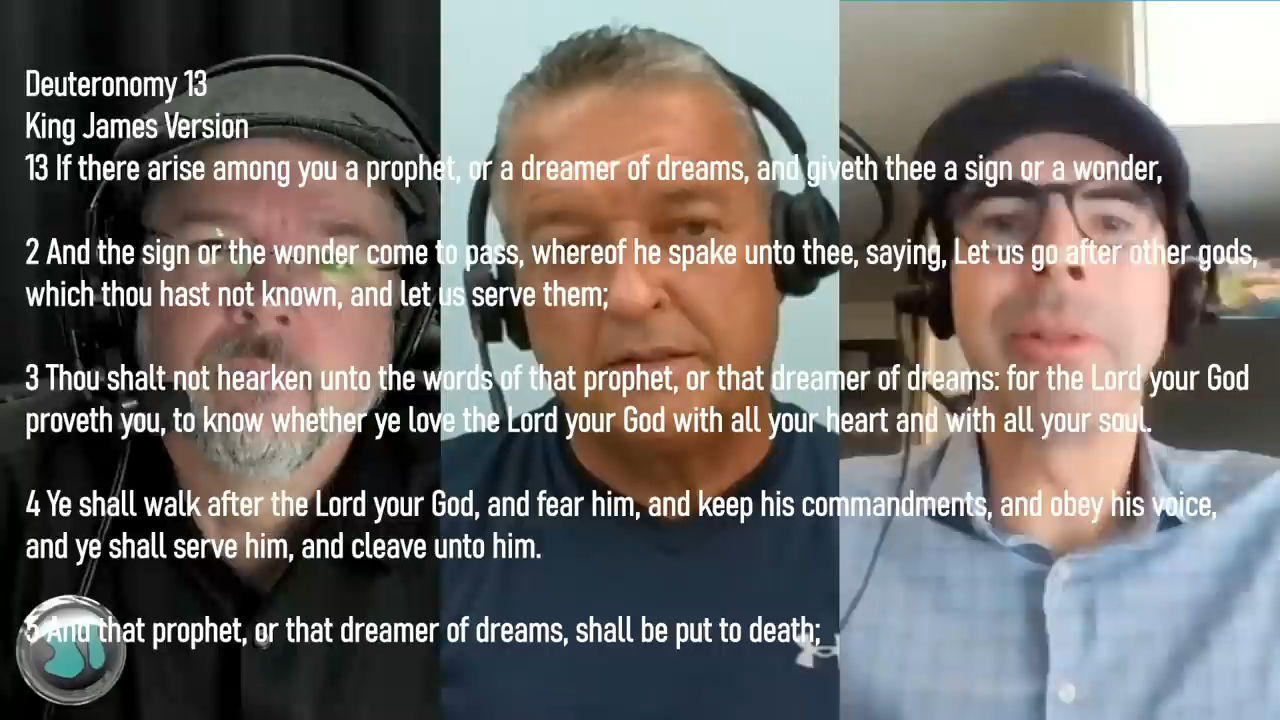 Deuteronomy 13
King James Version
13 If there arise among you a prophet, or a dreamer of dreams, and giveth thee a sign or a wonder,
2 And the sign or the wonder come to pass, whereof he spake unto thee, saying, Let us go after other gods,
which thou hast not known, and let us serve them;
3 Thou shalt not hearken unto the words of that prophet, or that dreamer of dreams: for the Lord your God
proveth you, to know whether ye love the Lord your God with all your heart and with all your soul.
4 Ye shall walk after the Lord your God, and fear him, and keep his commandments, and obey his voice,
and ye shall serve him, and cleave unto him.
5 And that prophet, or that dreamer of dreams, shall be put to death;